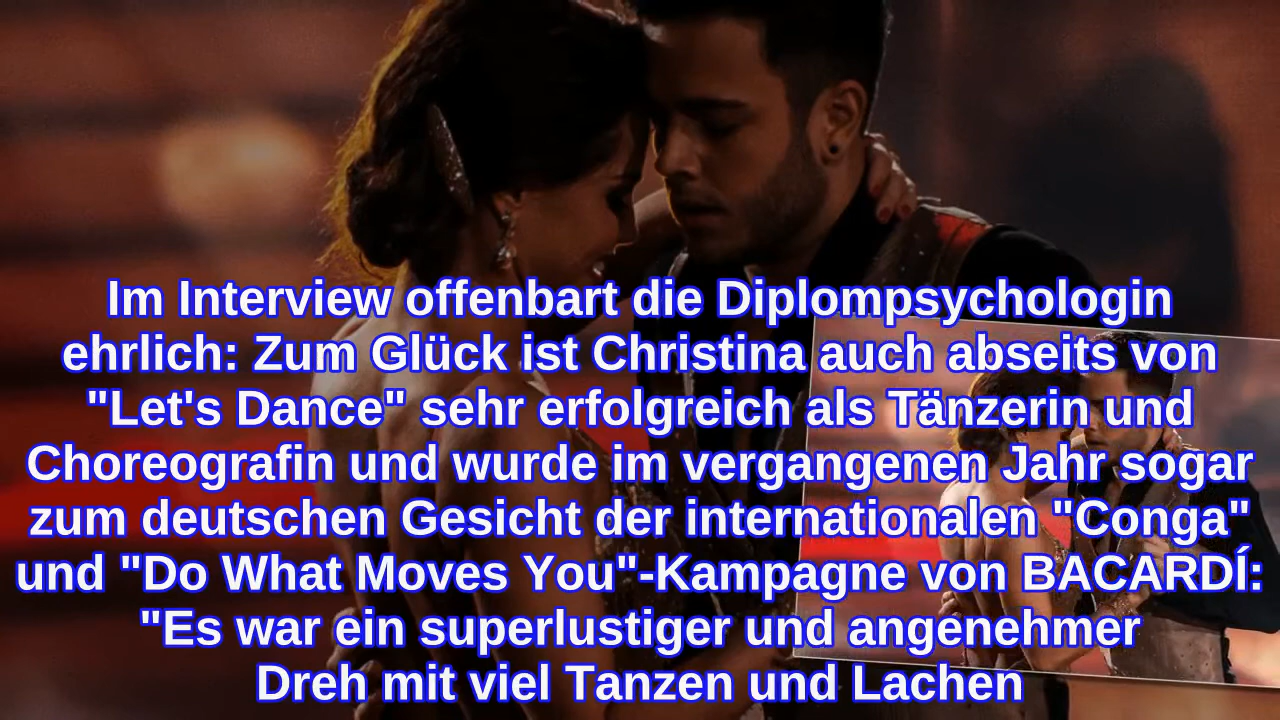 Im Interview offenbart die Diplompsychologin
ehrlich: Zum Glück ist Christina auch abseits von
"Let's Dance" sehr erfolgreich als Tänzerin und
Choreografin und wurde im vergangenen Jahr sogar
zum deutschen Gesicht der internationalen "Conga"
und "Do What Moves You"-Kampagne von BACARDÍ:
"Es war ein superlustiger und angenehmer
Dreh mit viel Tanzen und Lachen